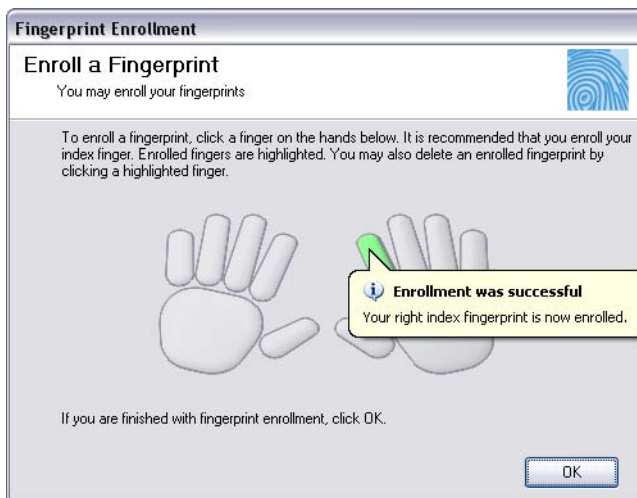 Fingerprint Enrollment
Enroll a Fingerprint
You may enroll your fingerprints
To enroll a fingerprint, click a finger on the hands below. It is recommended that you enroll your
index finger. Enrolled fingers are highlighted. You may also delete an enrolled fingerprint by
clicking a highlighted finger.
Enrollment was successful
Your right index fingerprint is now enrolled.
If you are finished with fingerprint enrollment, click OK.
OK